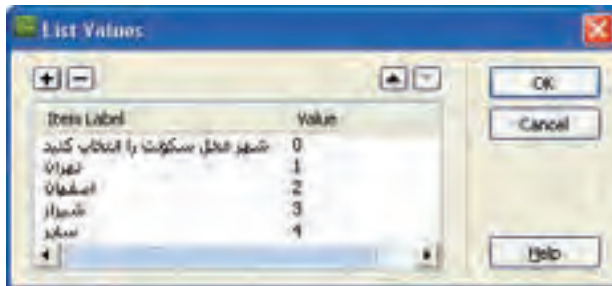 List Values
OK
Item Label Value
Cancel
شهر محل سکونت را انتخاب کنید 0
تهران 1
اصفهان 2
شیراز 3
سایر 4
Help